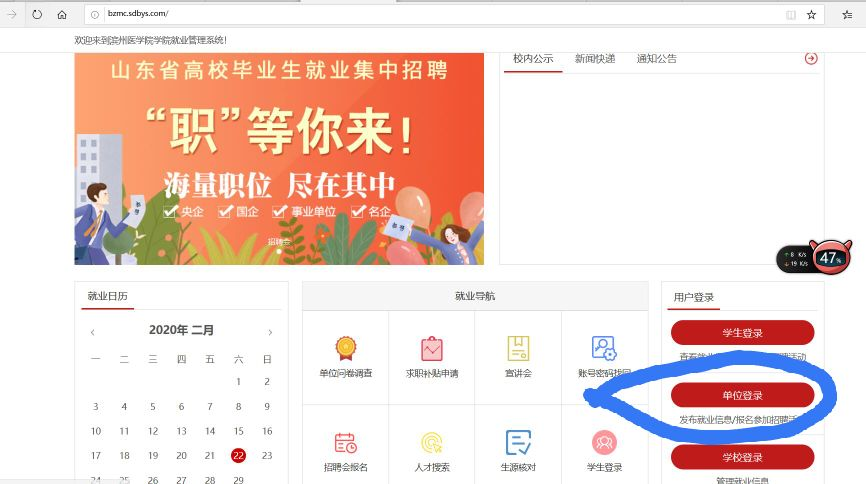 bzmc.sdbys.com/
欢迎来到滨州医学院学院就业管理系统!
山东省高校毕业生就业集中招聘
“职”等你来!
海量职位 尽在其中
央企 国企 事业单位 名企
招聘会
校内公示 新闻快递 通知公告
8 K/s
19 K/s
47%
就业日历
2020年 二月
一 二 三 四 五 六 日
1 2
3 4 5 6 7 8 9
10 11 12 13 14 15 16
17 18 19 20 21 22 23
24 25 26 27 28 29
就业导航
单位问卷调查 求职补贴申请 宣讲会 账号密码找回
招聘会报名 人才搜索 生源核对 学生登录
用户登录
学生登录
单位登录
发布就业信息/报名参加招聘活
学校登录
管理就业信息